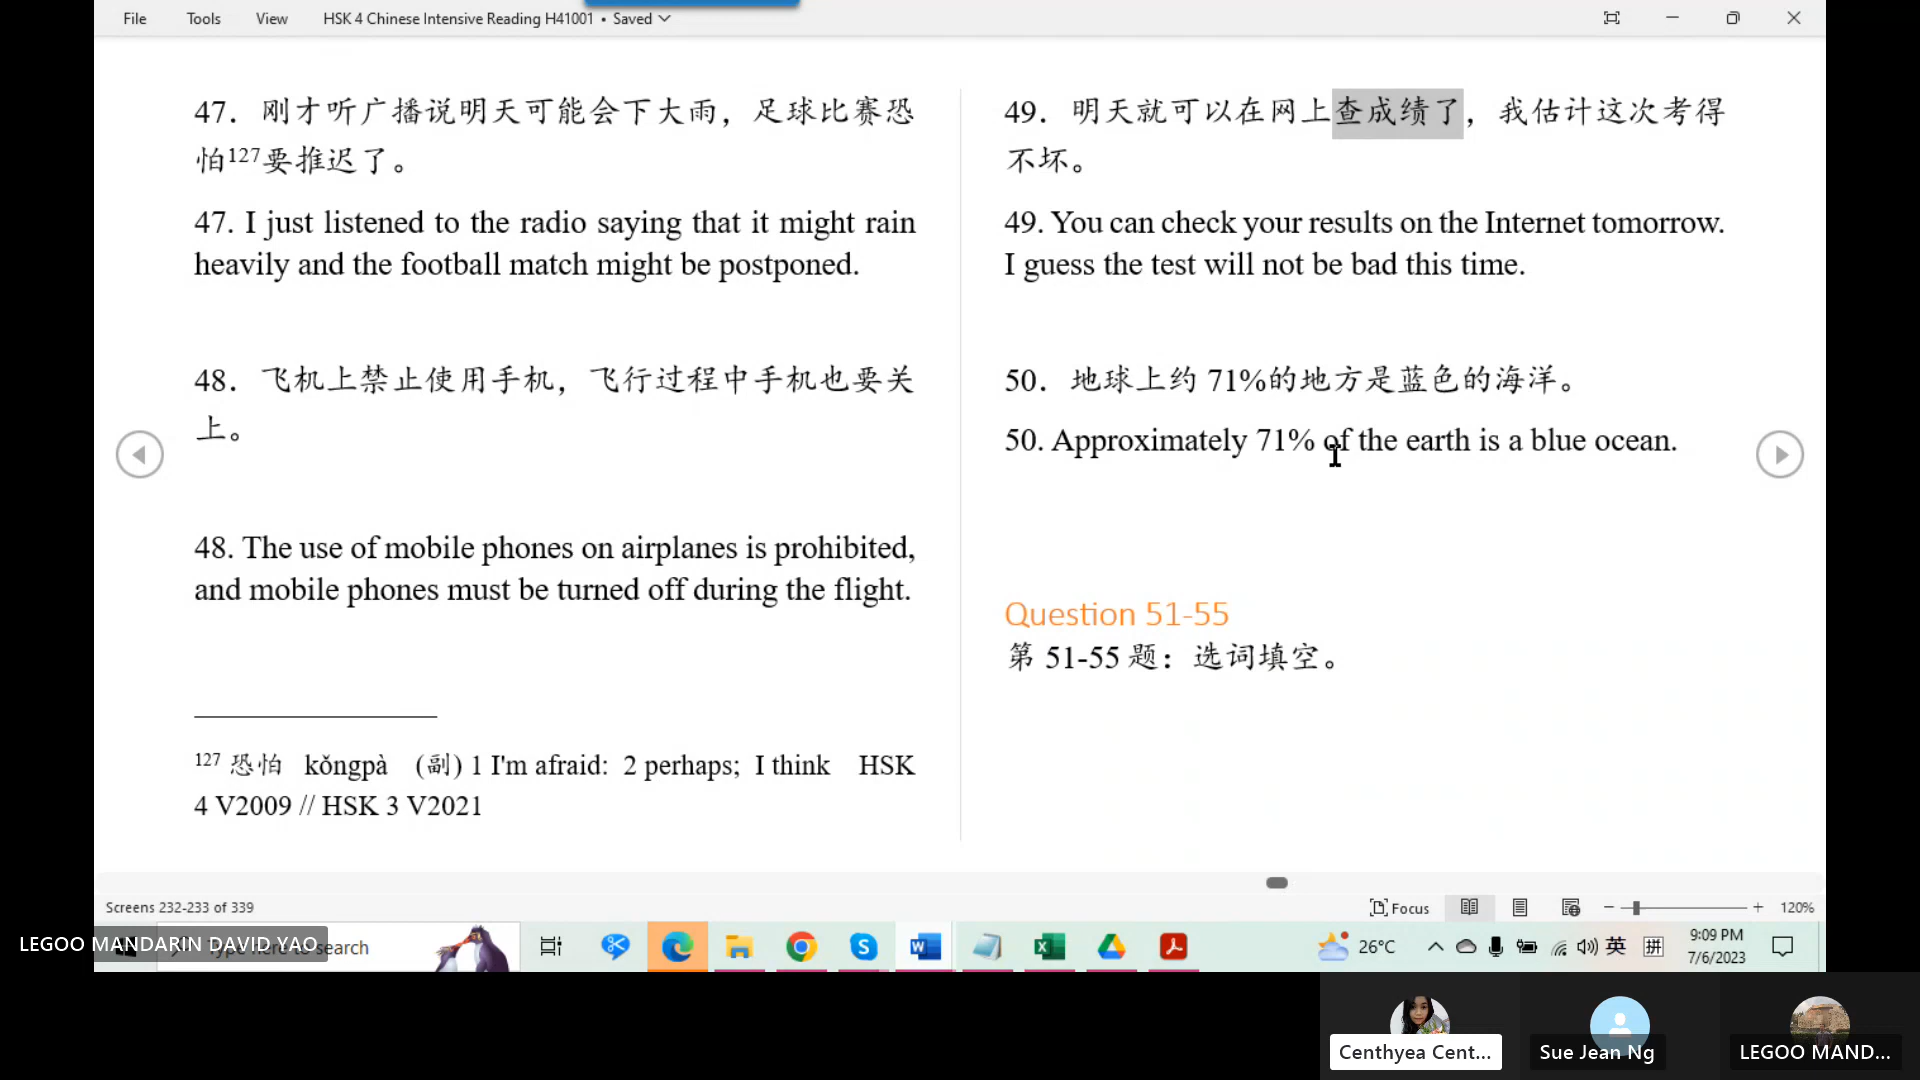 File Tools View HSK 4 Chinese Intensive Reading H41001 • Saved
47．刚才听广播说明天可能会下大雨，足球比赛恐
怕127要推迟了。
47. I just listened to the radio saying that it might rain
heavily and the football match might be postponed.
48．飞机上禁止使用手机，飞行过程中手机也要关
上。
48. The use of mobile phones on airplanes is prohibited,
and mobile phones must be turned off during the flight.
127 恐怕 kǒngpà (副) 1 I'm afraid: 2 perhaps; I think HSK
4 V2009 // HSK 3 V2021
49．明天就可以在网上查成绩了，我估计这次考得
不坏。
49. You can check your results on the Internet tomorrow.
I guess the test will not be bad this time.
50．地球上约 71%的地方是蓝色的海洋。
50. Approximately 71% of the earth is a blue ocean.
Question 51-55
第 51-55 题：选词填空。
Screens 232-233 of 339
Focus
120%
LEGOO MANDARIN DAVID YAO
Type here to search
26°C
英
拼
9:09 PM
7/6/2023
Centhyea Cent...
Sue Jean Ng
LEGOO MAND...